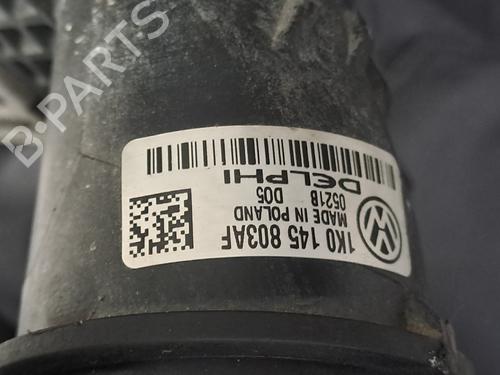 B-PARTS
1K0 145 803AF
MADE IN POLAND
0521B D05
DELPHI